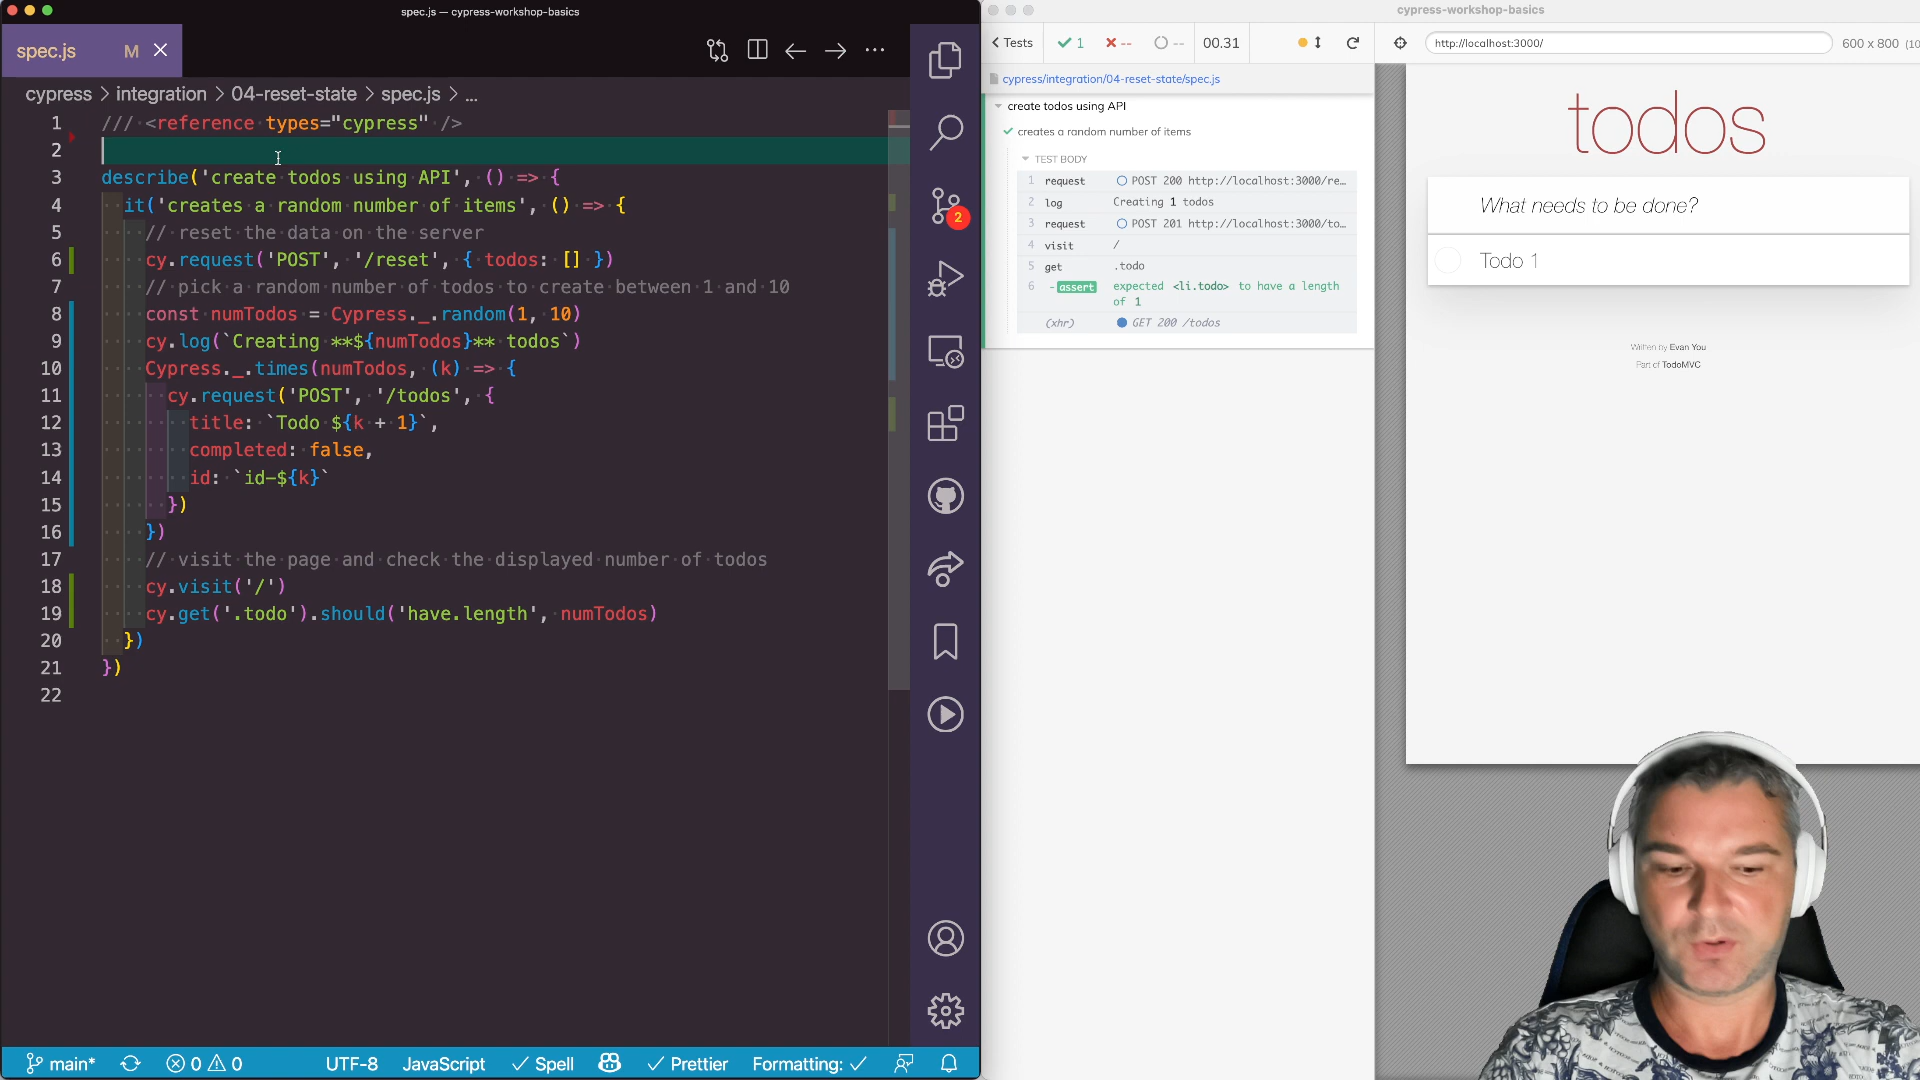 spec.js — cypress-workshop-basics
spec.js M
cypress > integration > 04-reset-state > spec.js > ...
1 /// <reference types="cypress" />
2
3 describe('create todos using API', () => {
4 it('creates a random number of items', () => {
5 // reset the data on the server
6 cy.request('POST', '/reset', { todos: [] })
7 // pick a random number of todos to create between 1 and 10
8 const numTodos = Cypress._.random(1, 10)
9 cy.log(`Creating **${numTodos}** todos`)
10 Cypress._.times(numTodos, (k) => {
11 cy.request('POST', '/todos', {
12 title: `Todo ${k + 1}`,
13 completed: false,
14 id: `id-${k}`
15 })
16 })
17 // visit the page and check the displayed number of todos
18 cy.visit('/')
19 cy.get('.todo').should('have.length', numTodos)
20 })
21 })
22
2
main* 0 0 UTF-8 JavaScript Spell Prettier Formatting:
cypress-workshop-basics
Tests 1 -- -- 00.31
http://localhost:3000/ 600 x 800 (10
cypress/integration/04-reset-state/spec.js
create todos using API
creates a random number of items
TEST BODY
1 request POST 200 http://localhost:3000/re...
2 log Creating 1 todos
3 request POST 201 http://localhost:3000/to...
4 visit /
5 get .todo
6 -assert expected <li.todo> to have a length
of 1
(xhr) GET 200 /todos
todos
What needs to be done?
Todo 1
Written by Evan You
Part of TodoMVC